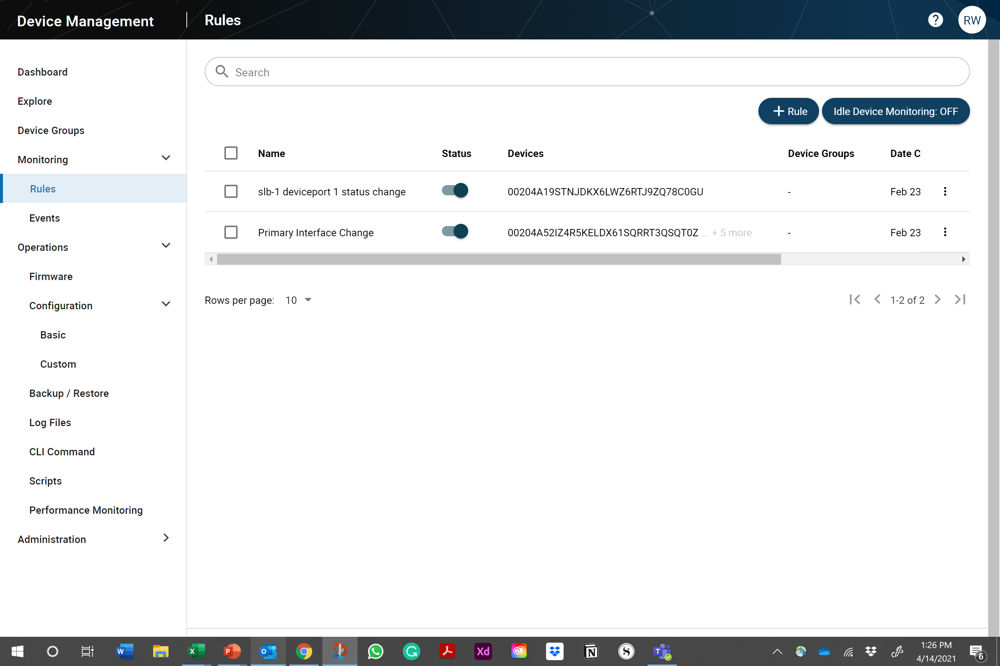 Device Management
Rules
RW
Search
Rule
Idle Device Monitoring: OFF
Dashboard
Explore
Device Groups
Monitoring
Rules
Events
Operations
Firmware
Configuration
Basic
Custom
Backup / Restore
Log Files
CLI Command
Scripts
Performance Monitoring
Administration
Name Status Devices Device Groups Date C
slb-1 deviceport 1 status change 00204A19STNJDKX6LWZ6RTJ9ZQ78C0GU - Feb 23
Primary Interface Change 00204A52IZ4R5KELDX61SQRRT3QSQT0Z ... + 5 more - Feb 23
Rows per page: 10
1-2 of 2
W
X
P
O
G
Xd
N
S
T
1:26 PM
4/14/2021
6